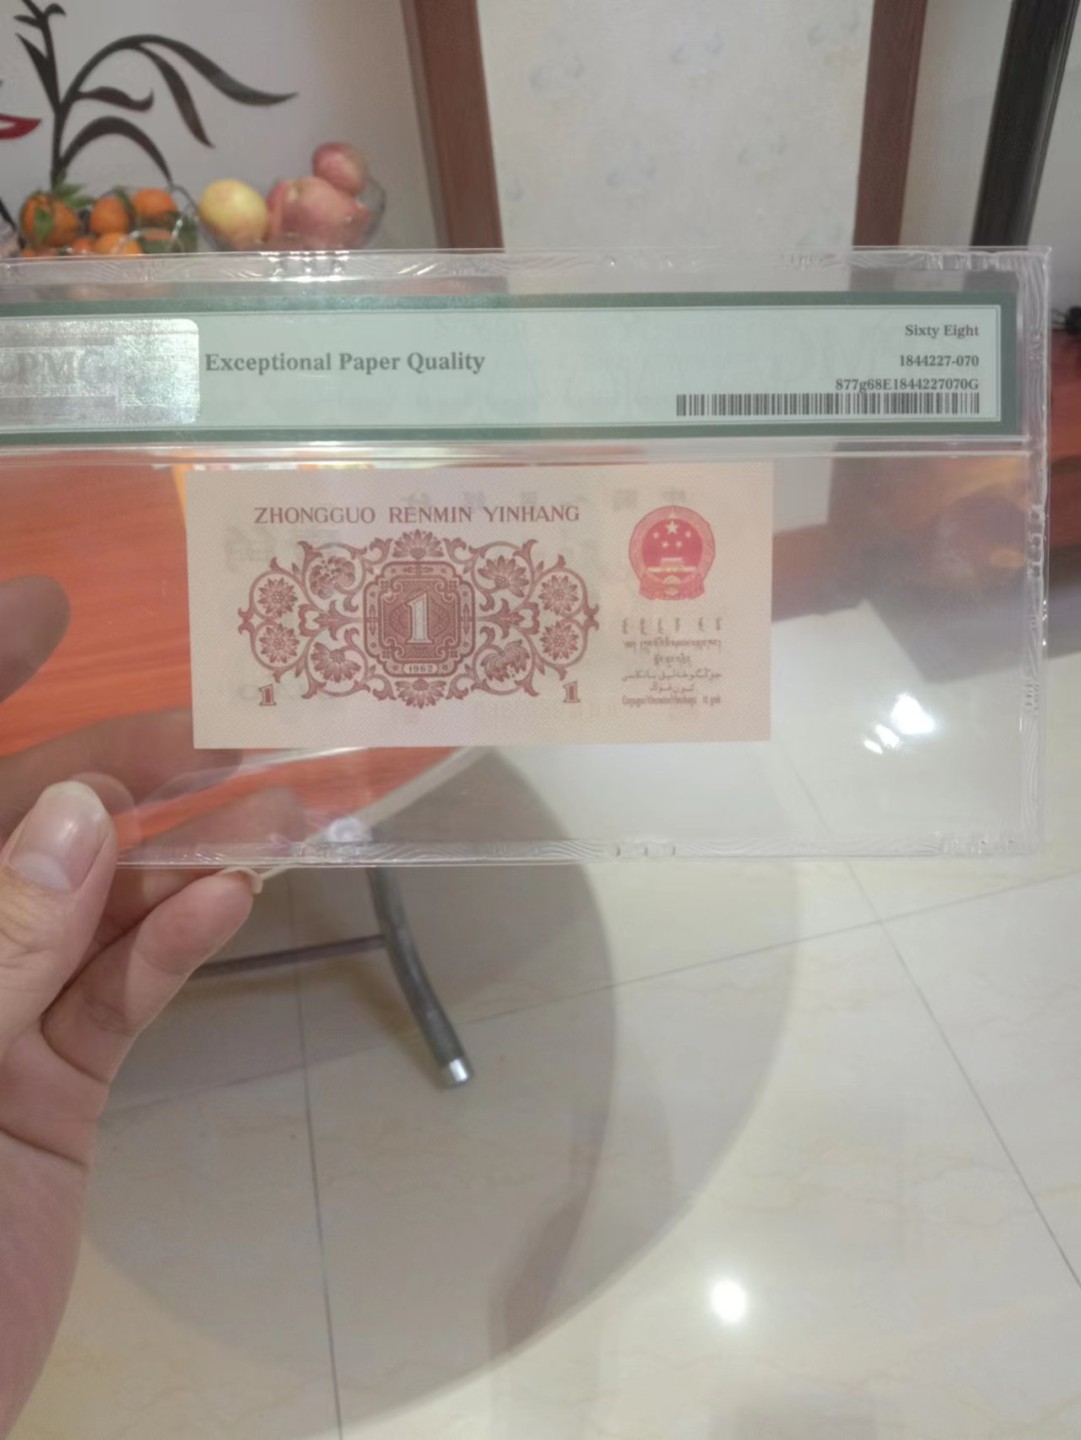 Sixty Eight
PMG
Exceptional Paper Quality
1844227-070
877g68E1844227070G
ZHONGGUO RENMIN YINHANG
1
1962
1
1